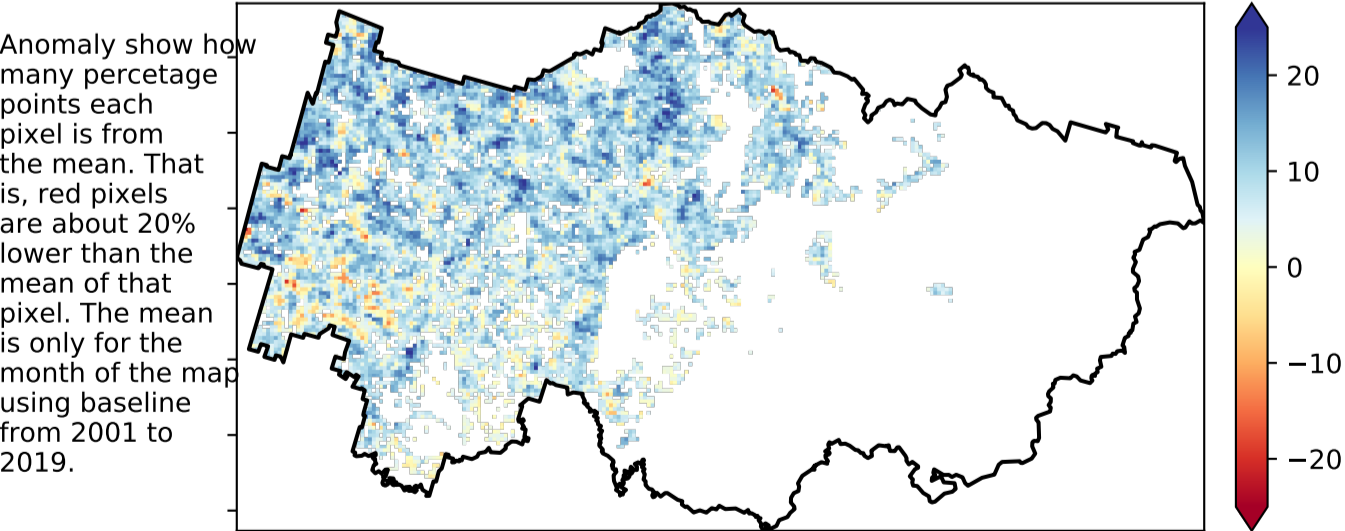 Anomaly show how
many percetage
points each
pixel is from
the mean. That
is, red pixels
are about 20%
lower than the
mean of that
pixel. The mean
is only for the
month of the map
using baseline
from 2001 to
2019.
20
10
0
−10
−20